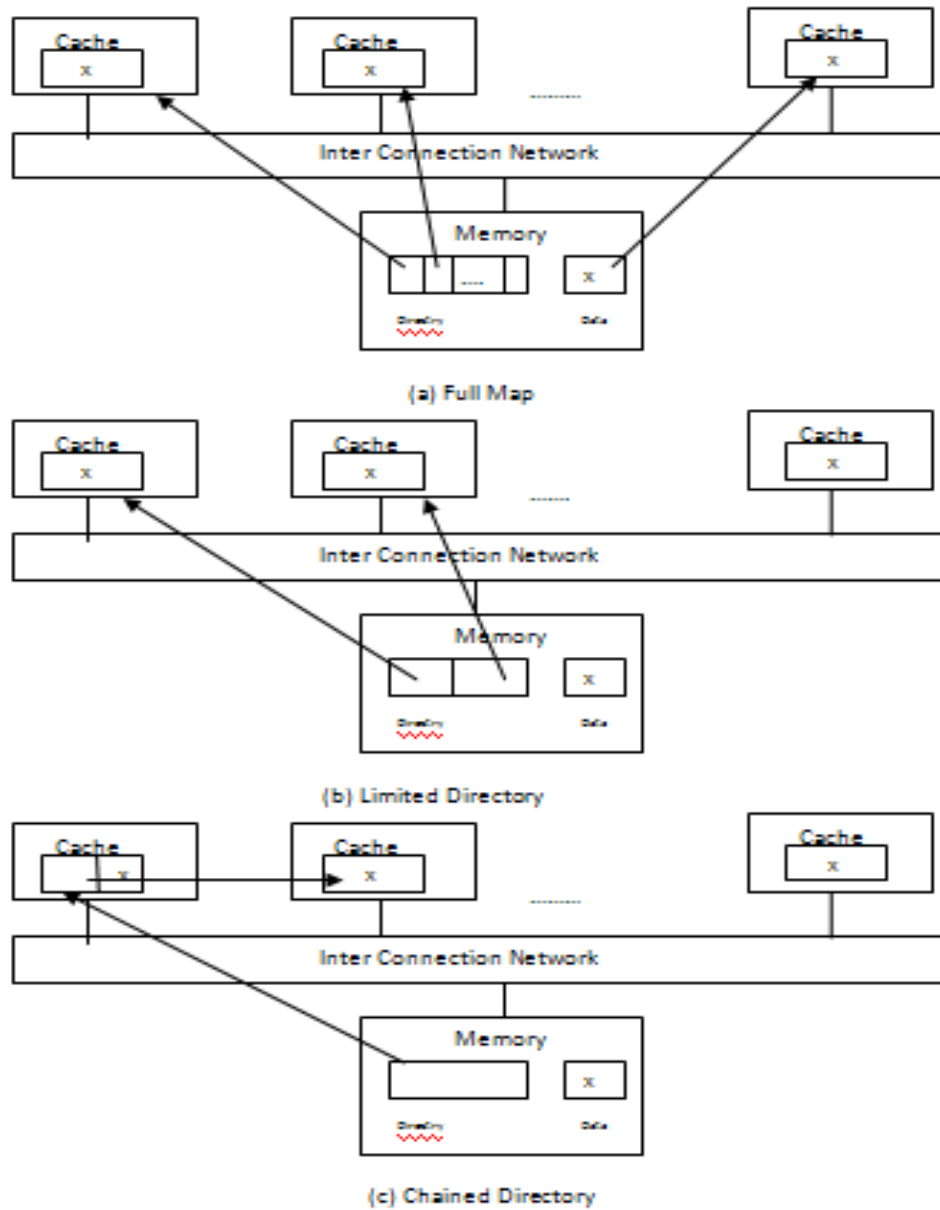 Cache Cache Cache
x x x
Inter Connection Network
Memory
x
(a) Full Map
Cache Cache Cache
x x x
Inter Connection Network
Memory
x
(b) Limited Directory
Cache Cache Cache
x x x
Inter Connection Network
Memory
x
(c) Chained Directory